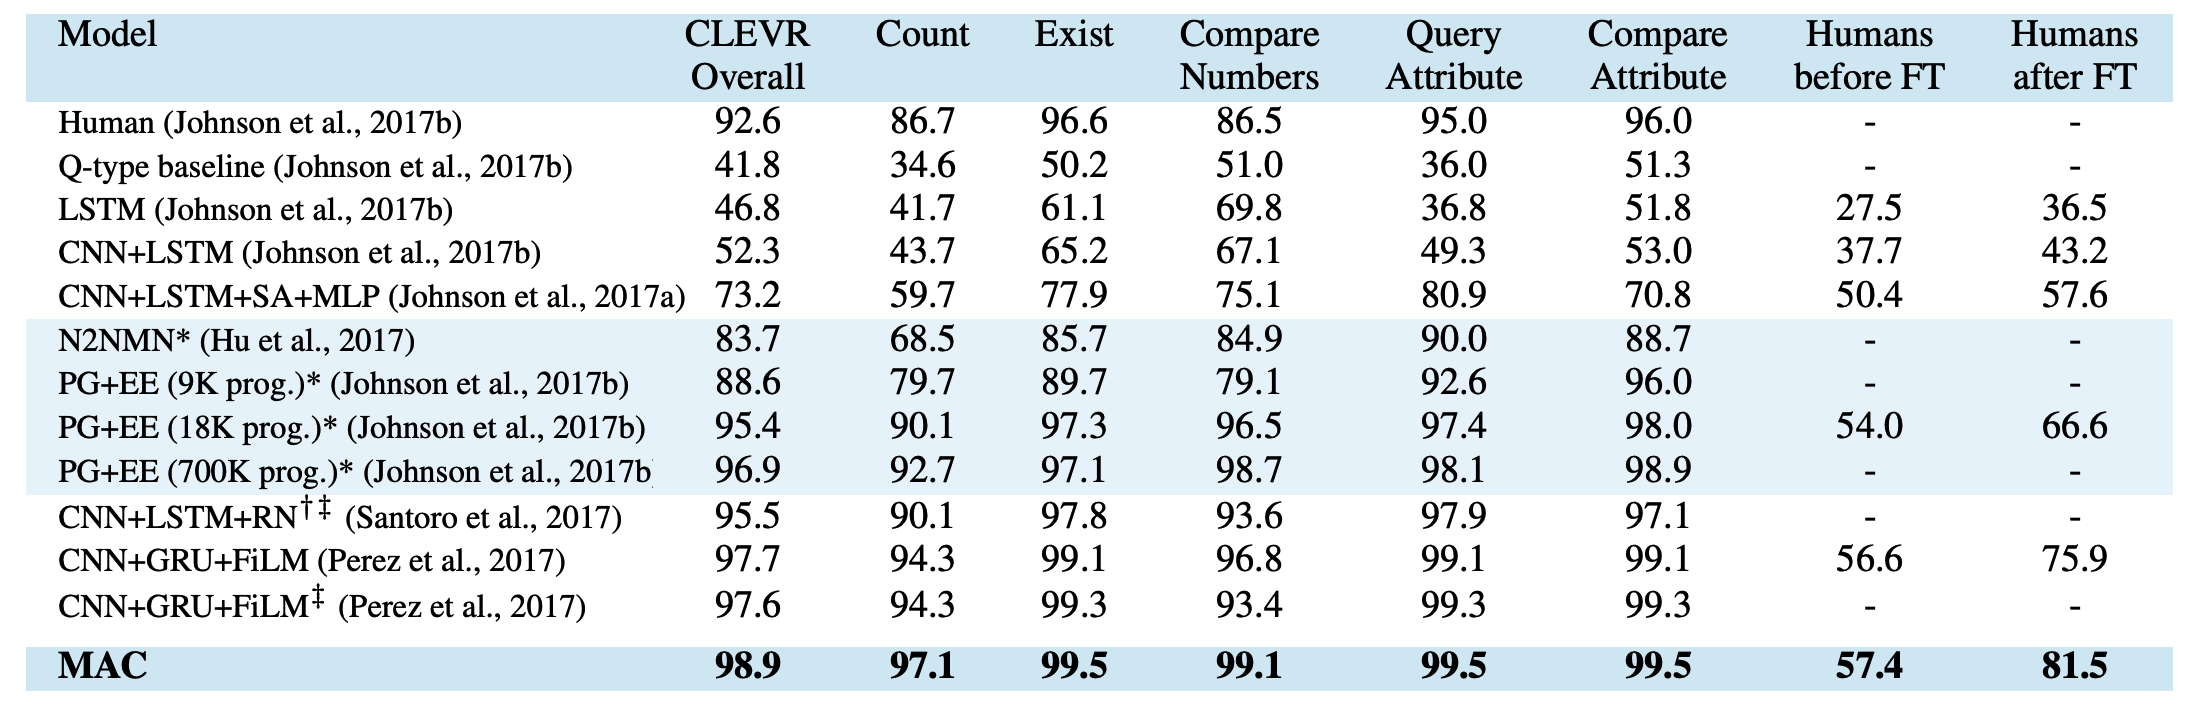 Model CLEVR Overall Count Exist Compare Numbers Query Attribute Compare Attribute Humans before FT Humans after FT
Human (Johnson et al., 2017b) 92.6 86.7 96.6 86.5 95.0 96.0 - -
Q-type baseline (Johnson et al., 2017b) 41.8 34.6 50.2 51.0 36.0 51.3 - -
LSTM (Johnson et al., 2017b) 46.8 41.7 61.1 69.8 36.8 51.8 27.5 36.5
CNN+LSTM (Johnson et al., 2017b) 52.3 43.7 65.2 67.1 49.3 53.0 37.7 43.2
CNN+LSTM+SA+MLP (Johnson et al., 2017a) 73.2 59.7 77.9 75.1 80.9 70.8 50.4 57.6
N2NMN* (Hu et al., 2017) 83.7 68.5 85.7 84.9 90.0 88.7 - -
PG+EE (9K prog.)* (Johnson et al., 2017b) 88.6 79.7 89.7 79.1 92.6 96.0 - -
PG+EE (18K prog.)* (Johnson et al., 2017b) 95.4 90.1 97.3 96.5 97.4 98.0 54.0 66.6
PG+EE (700K prog.)* (Johnson et al., 2017b 96.9 92.7 97.1 98.7 98.1 98.9 - -
CNN+LSTM+RN†‡ (Santoro et al., 2017) 95.5 90.1 97.8 93.6 97.9 97.1 - -
CNN+GRU+FiLM (Perez et al., 2017) 97.7 94.3 99.1 96.8 99.1 99.1 56.6 75.9
CNN+GRU+FiLM‡ (Perez et al., 2017) 97.6 94.3 99.3 93.4 99.3 99.3 - -
MAC 98.9 97.1 99.5 99.1 99.5 99.5 57.4 81.5